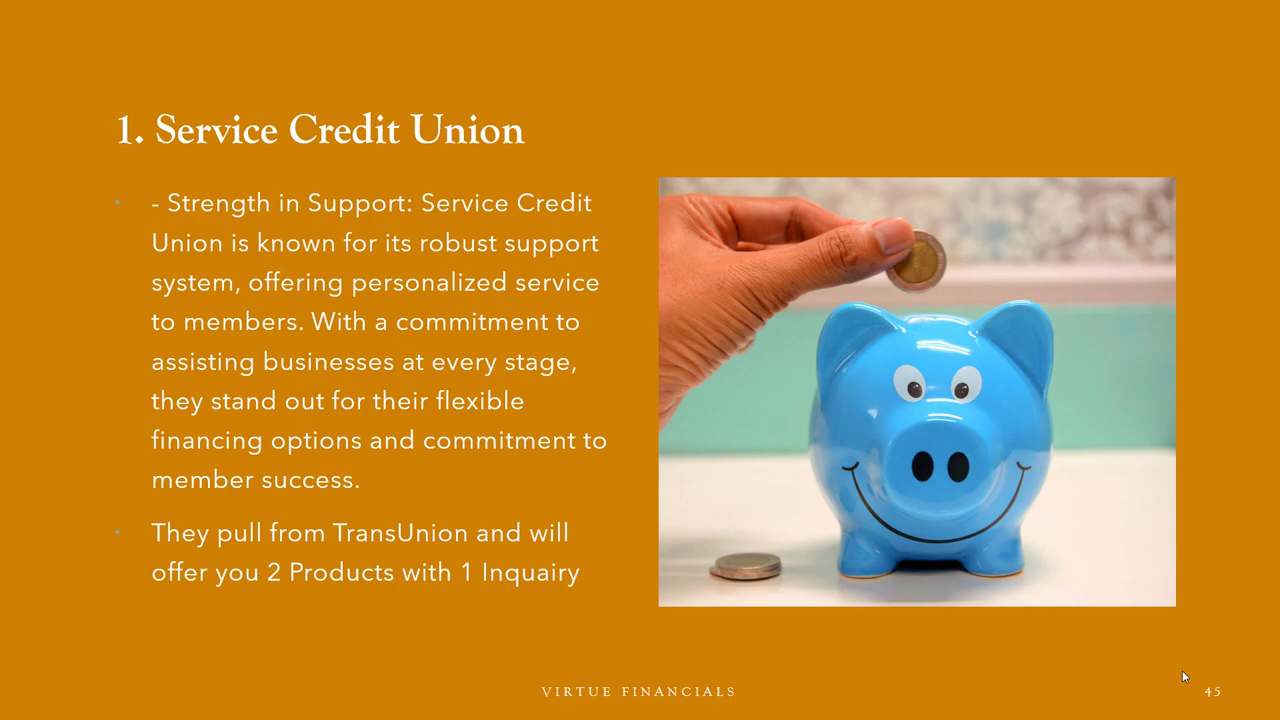 1. Service Credit Union
- Strength in Support: Service Credit
Union is known for its robust support
system, offering personalized service
to members. With a commitment to
assisting businesses at every stage,
they stand out for their flexible
financing options and commitment to
member success.
They pull from TransUnion and will
offer you 2 Products with 1 Inquairy
VIRTUE FINANCIALS
45